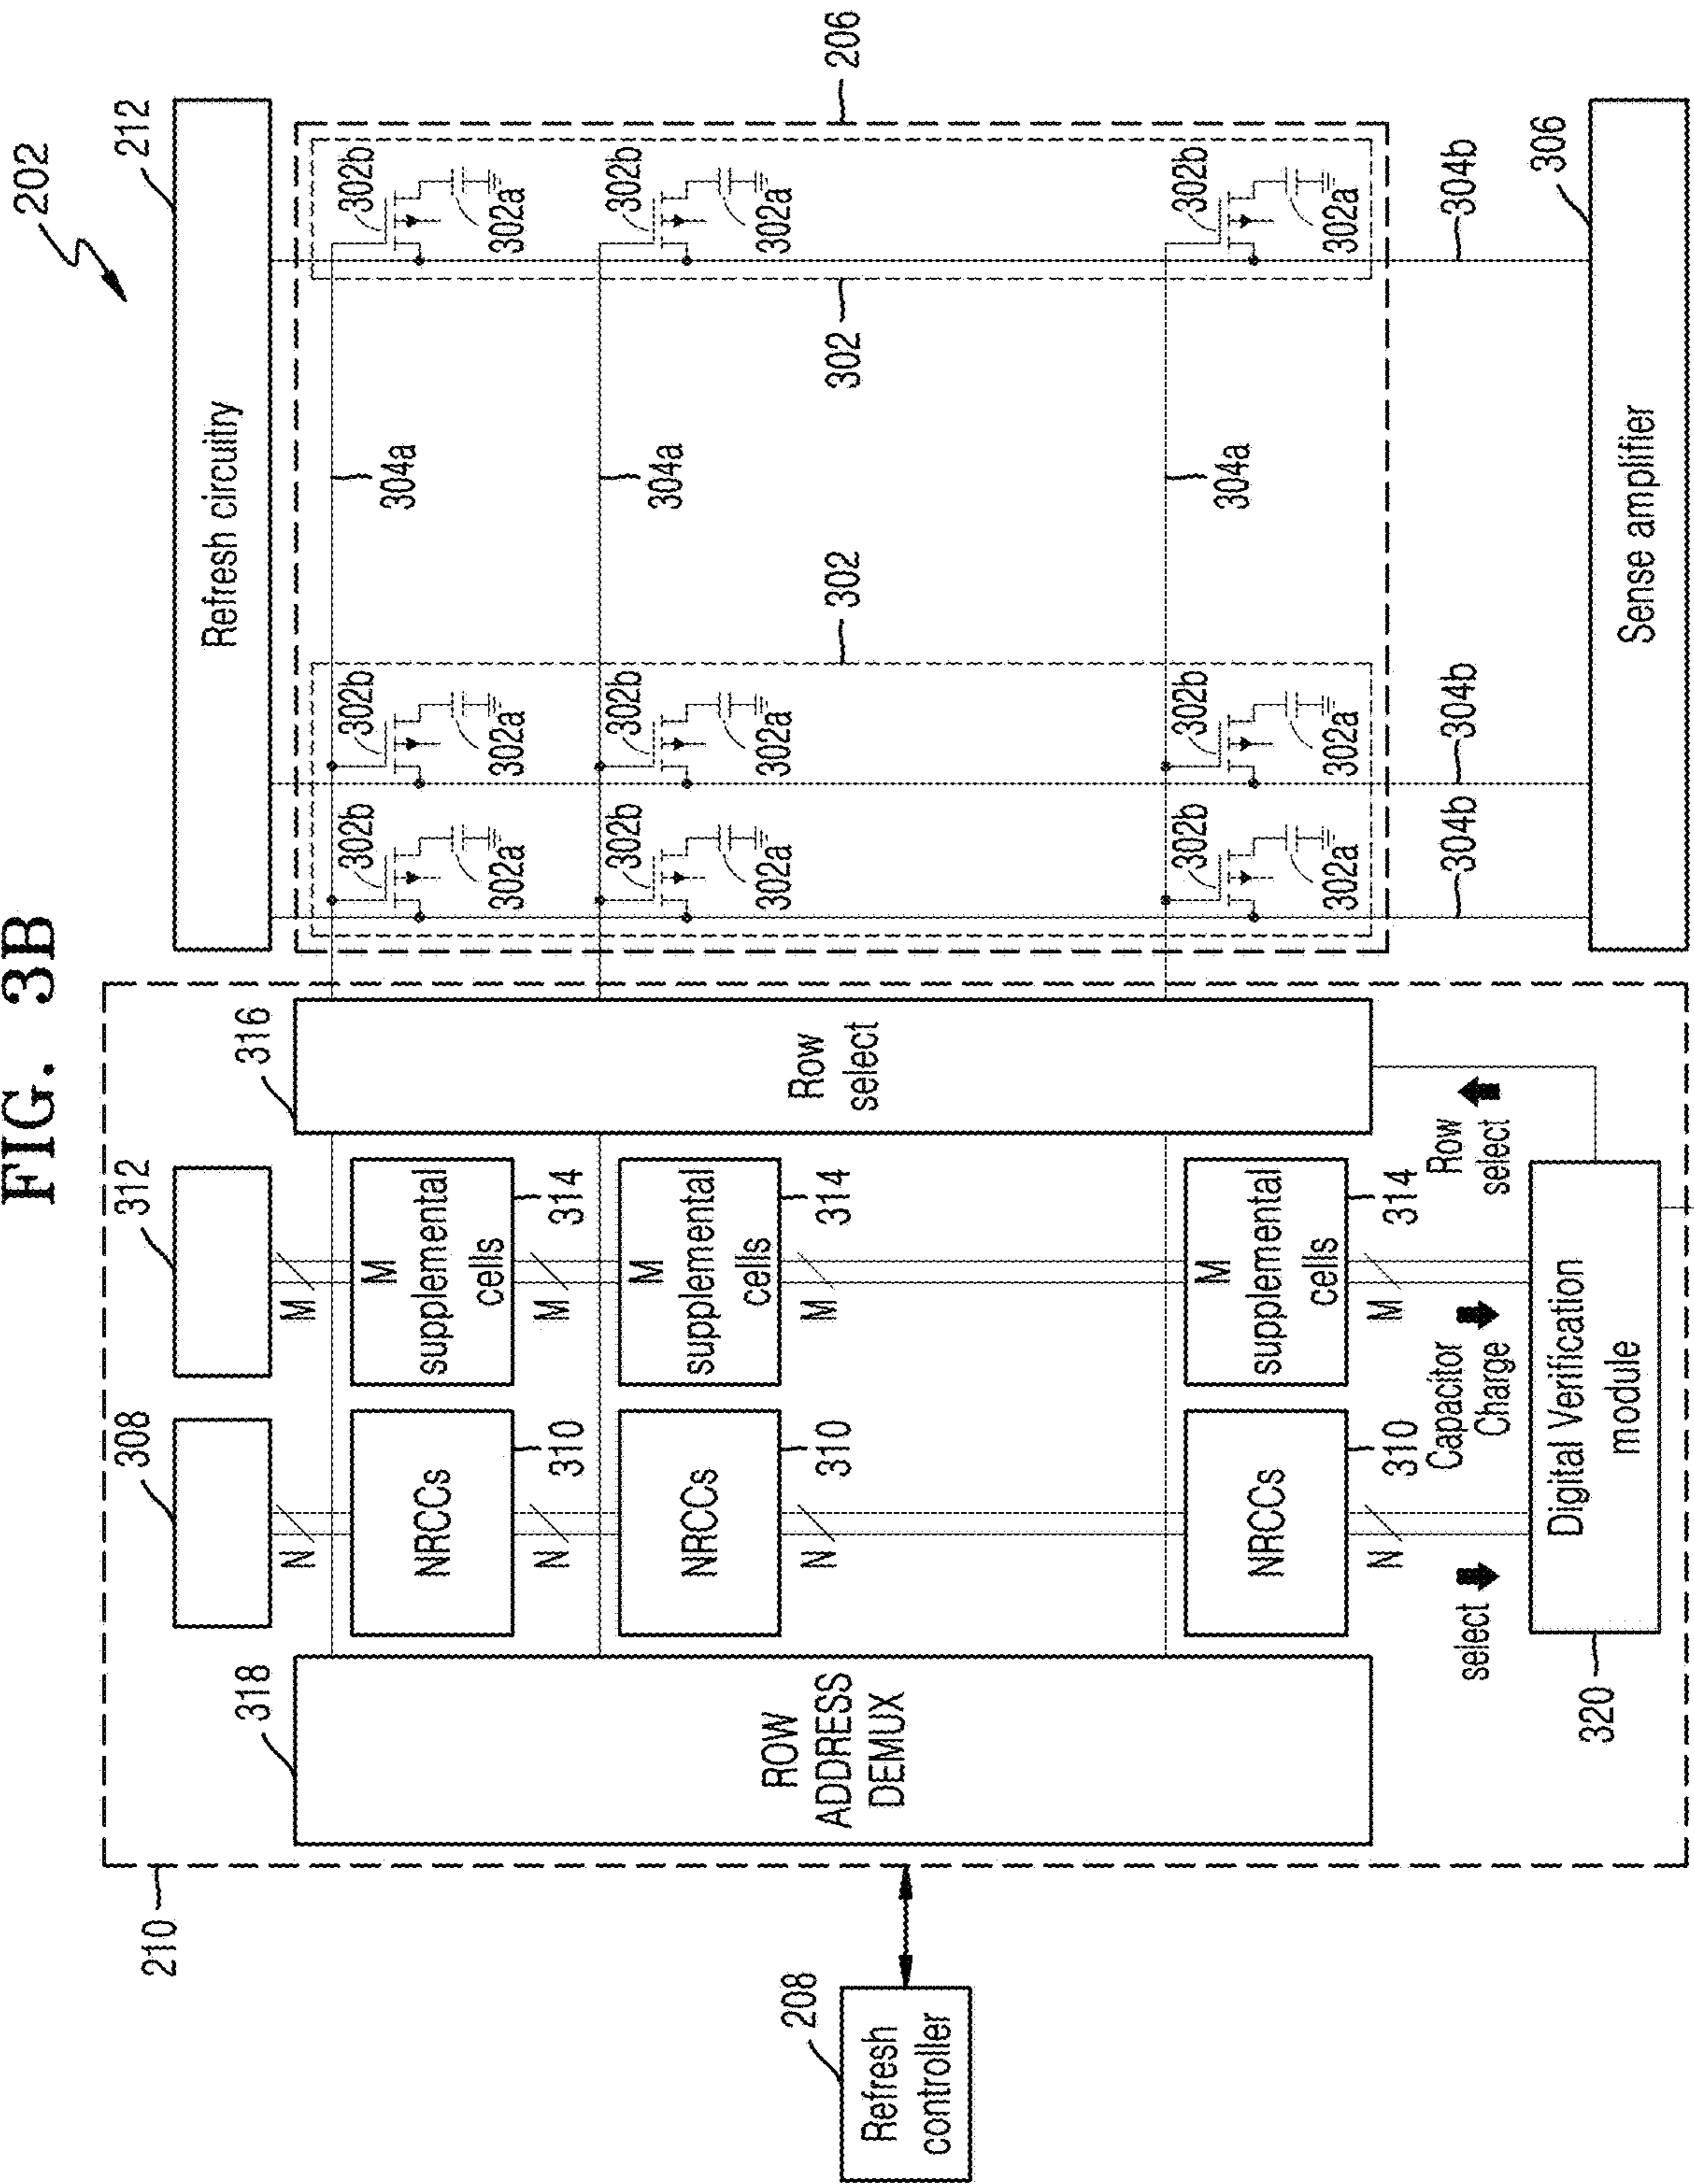 FIG. 3B
202
212
Refresh circuitry
206
302b
302a
302b
302a
302b
302a
304a
302b
302a
302b
302a
302b
302a
304a
302b
302a
302b
302a
302b
302a
304a
302
302
304b
304b
304b
306
Sense amplifier
210
308
312
316
318
N
M
NRCCs
310
M
supplemental
cells
314
N
M
NRCCs
310
M
supplemental
cells
314
N
M
NRCCs
310
M
supplemental
cells
314
N
M
ROW
ADDRESS
DEMUX
Row
select
select
Capacitor
Charge
Row
select
320
Digital Verification
module
208
Refresh
controller